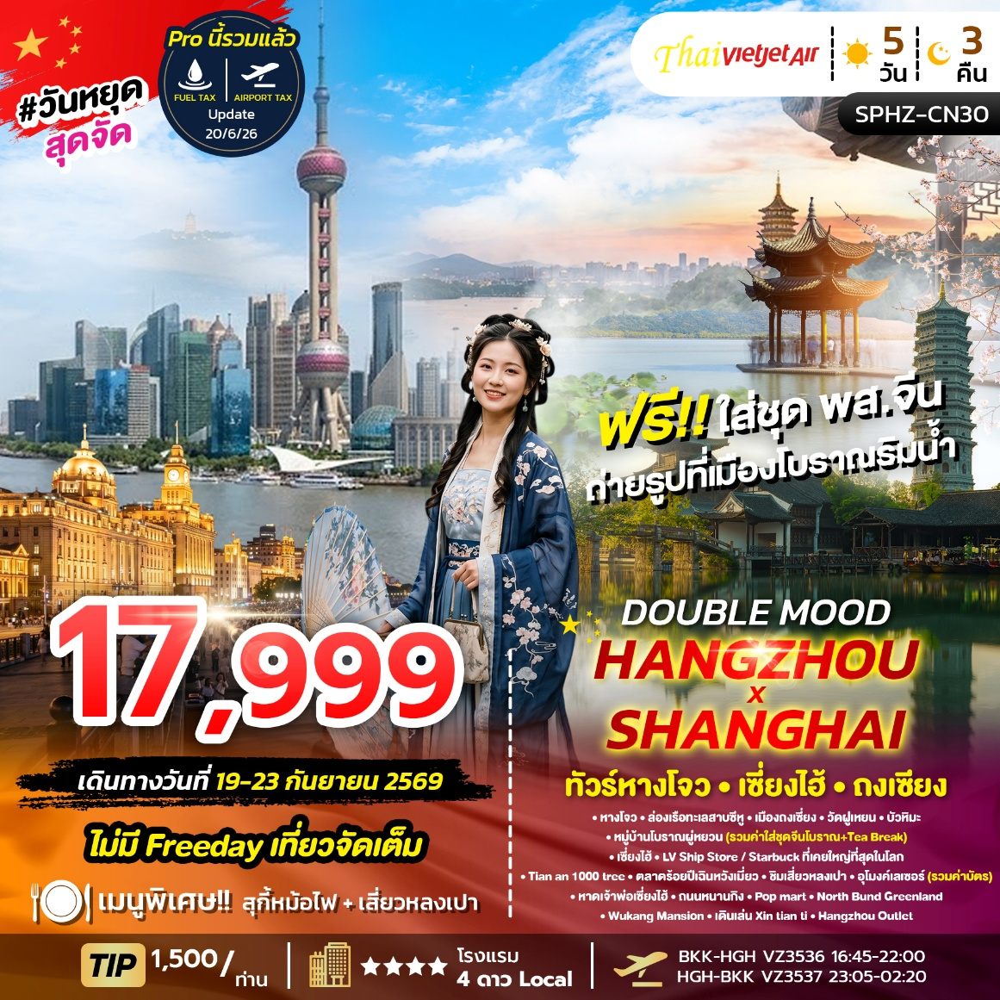 Pro นี้รวมแล้ว
FUEL TAX
AIRPORT TAX
Update
20/6/26
#วันหยุด
สุดจัด
Thai vietjet Air
5
วัน
3
คืน
SPHZ-CN30
ฟรี!! ใส่ชุด พส.จีน
ถ่ายรูปที่เมืองโบราณริมน้ำ
17,999
เดินทางวันที่ 19-23 กันยายน 2569
ไม่มี Freeday เที่ยวจัดเต็ม
เมนูพิเศษ!! สุกี้หม้อไฟ + เสี่ยวหลงเปา
DOUBLE MOOD
HANGZHOU
X
SHANGHAI
ทัวร์หางโจว • เซี่ยงไฮ้ • ถงเซียง
• หางโจว • ล่องเรือทะเลสาบซีหู • เมืองถงเซี่ยง • วัดฝูเหยน • บัวหิมะ
• หมู่บ้านโบราณผู่หยวน (รวมค่าใส่ชุดจีนโบราณ+Tea Break)
• เซี่ยงไฮ้ • LV Ship Store / Starbuck ที่เคยใหญ่ที่สุดในโลก
• Tian an 1000 tree • ตลาดร้อยปีเฉินหวังเมี่ยว • ชิมเสี่ยวหลงเปา • อุโมงค์เลเซอร์ (รวมค่าบัตร)
• หาดเจ้าพ่อเซี่ยงไฮ้ • ถนนหนานกิง • Pop mart • North Bund Greenland
• Wukang Mansion • เดินเล่น Xin tian ti • Hangzhou Outlet
TIP 1,500/ท่าน
โรงแรม
4 ดาว Local
BKK-HGH VZ3536 16:45-22:00
HGH-BKK VZ3537 23:05-02:20